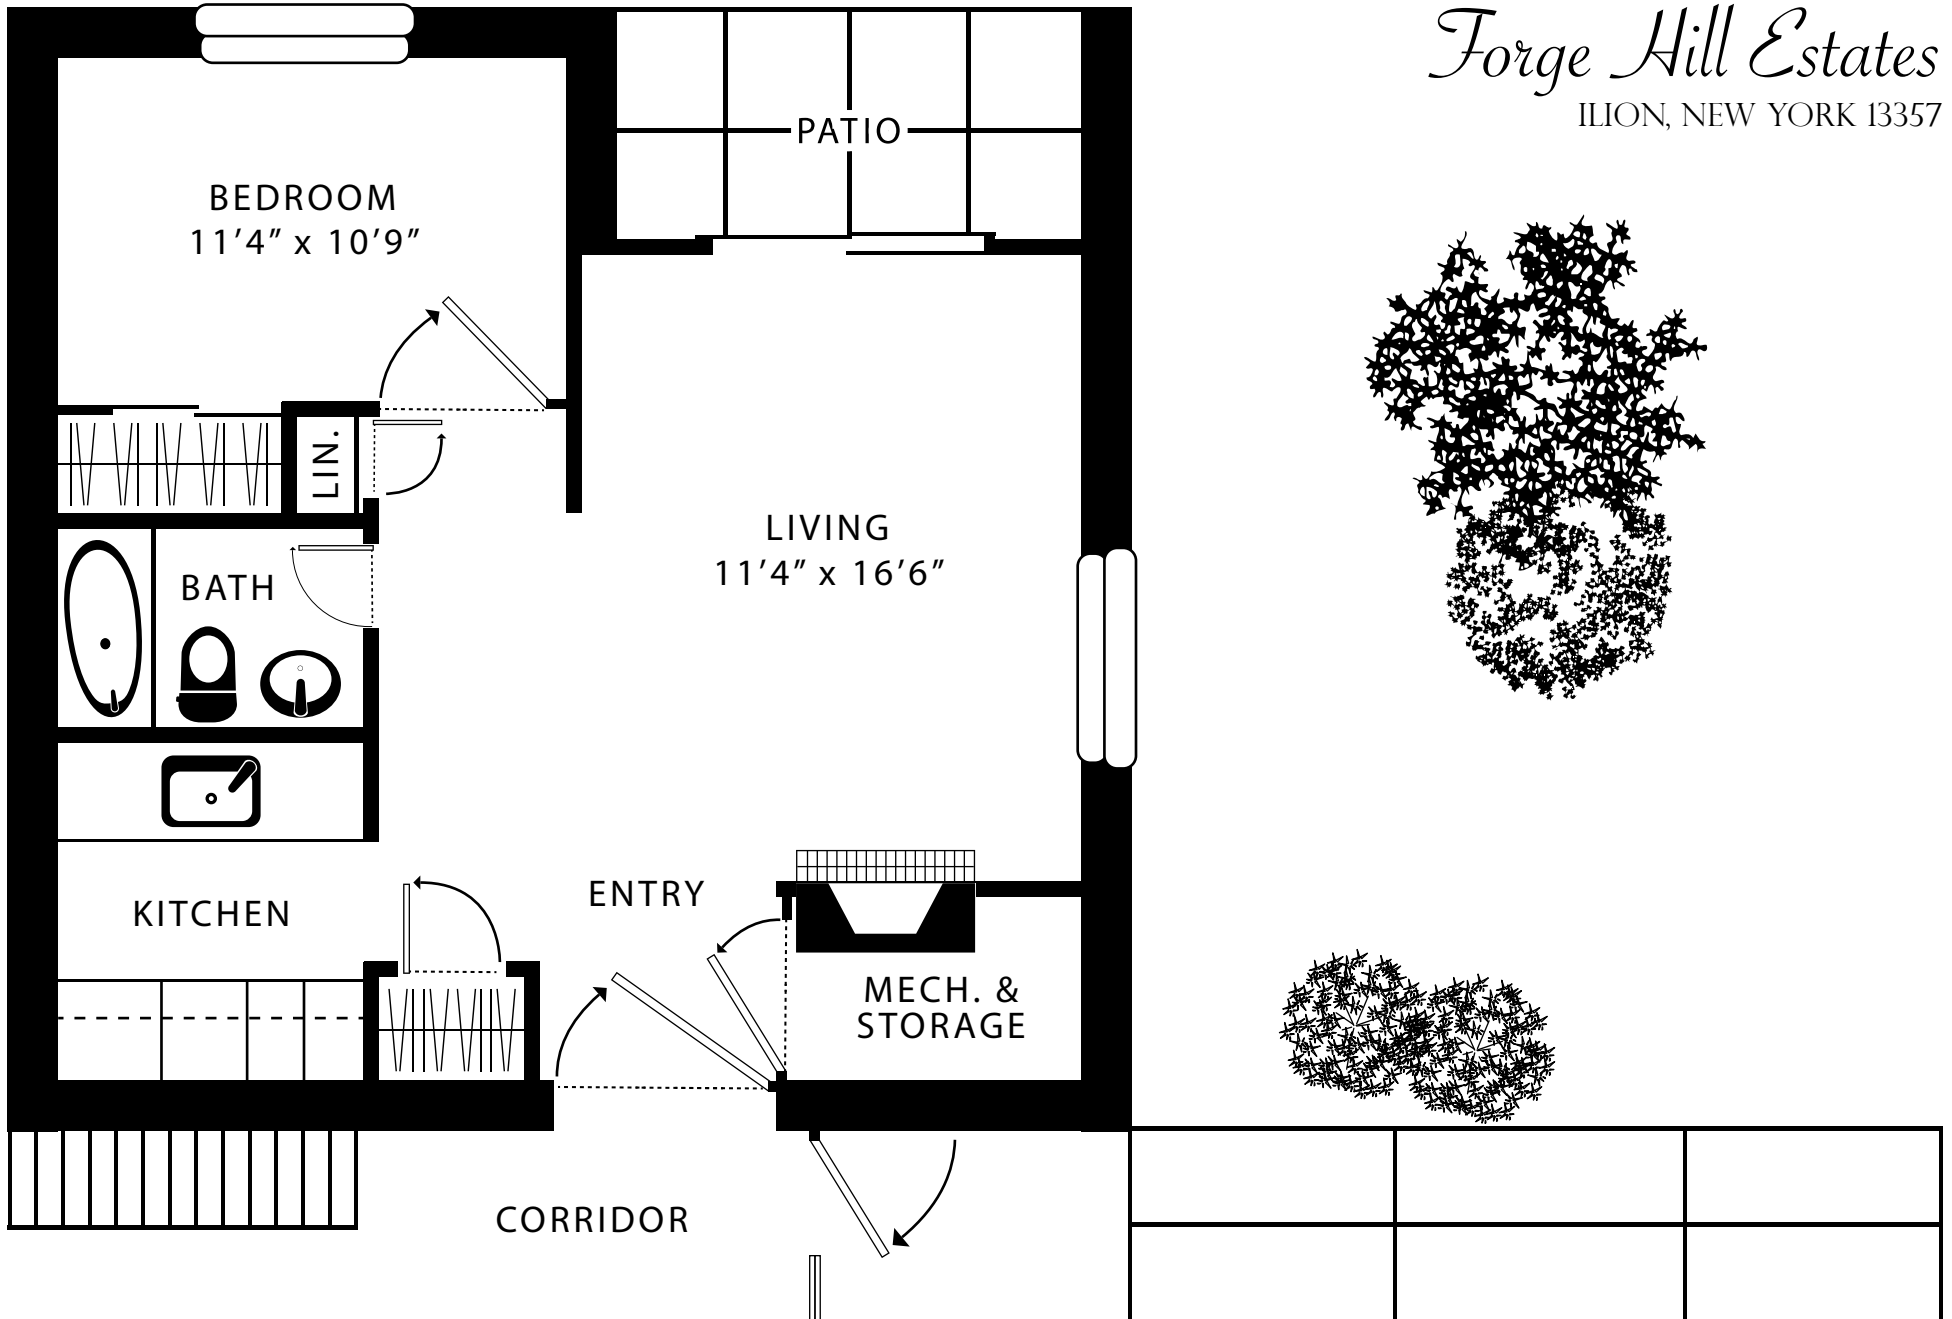 Forge Hill Estates
ILION, NEW YORK 13357
PATIO
BEDROOM
11’4” x 10’9”
LIN.
LIVING
11’4” x 16’6”
BATH
ENTRY
KITCHEN
MECH. &
STORAGE
CORRIDOR